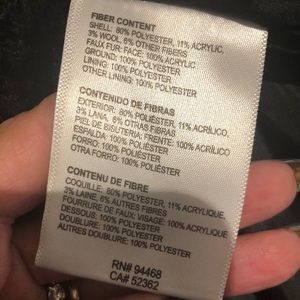 FIBER CONTENT
SHELL: 80% POLYESTER, 11% ACRYLIC,
3% WOOL, 6% OTHER FIBERS
FAUX FUR: FACE: 100% ACRYLIC
GROUND: 100% POLYESTER
LINING: 100% POLYESTER
OTHER LINING: 100% POLYESTER
CONTENIDO DE FIBRAS
EXTERIOR: 80% POLIÉSTER, 11% ACRÍLICO,
3% LANA, 6% OTRAS FIBRAS
PIEL DE BISUTERIA: FRENTE: 100% ACRÍLICO
ESPALDA: 100% POLIÉSTER
FORRO: 100% POLIÉSTER
OTRA FORRO: 100% POLIÉSTER
CONTENU DE FIBRE
COQUILLE: 80% POLYESTER, 11% ACRYLIQUE,
3% LAINE, 6% AUTRES FIBRES
FOURRURE DE FAUX: VISAGE: 100% ACRYLIQUE
DESSOUS: 100% POLYESTER
DOUBLURE: 100% POLYESTER
AUTRES DOUBLURE: 100% POLYESTER
RN# 94468
CA# 52362